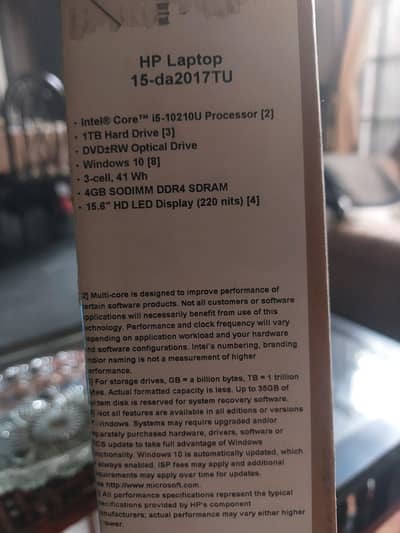 HP Laptop
15-da2017TU
· Intel® Core™ i5-10210U Processor [2]
· 1TB Hard Drive [3]
· DVD±RW Optical Drive
· Windows 10 [8]
· 3-cell, 41 Wh
· 4GB SODIMM DDR4 SDRAM
· 15.6" HD LED Display (220 nits) [4]
[2] Multi-core is designed to improve performance of
certain software products. Not all customers or software
applications will necessarily benefit from use of this
technology. Performance and clock frequency will vary
depending on application workload and your hardware
and software configurations. Intel's numbering, branding
and/or naming is not a measurement of higher
performance.
] For storage drives, GB = a billion bytes, TB = 1 trillion
bytes. Actual formatted capacity is less. Up to 35GB of
system disk is reserved for system recovery software.
] Not all features are available in all editions or versions
of Windows. Systems may require upgraded and/or
separately purchased hardware, drivers, software or
BIOS update to take full advantage of Windows
functionality. Windows 10 is automatically updated, which
is always enabled. ISP fees may apply and additional
requirements may apply over time for updates.
See http://www.microsoft.com.
] All performance specifications represent the typical
specifications provided by HP's component
manufacturers; actual performance may vary either higher
or lower.